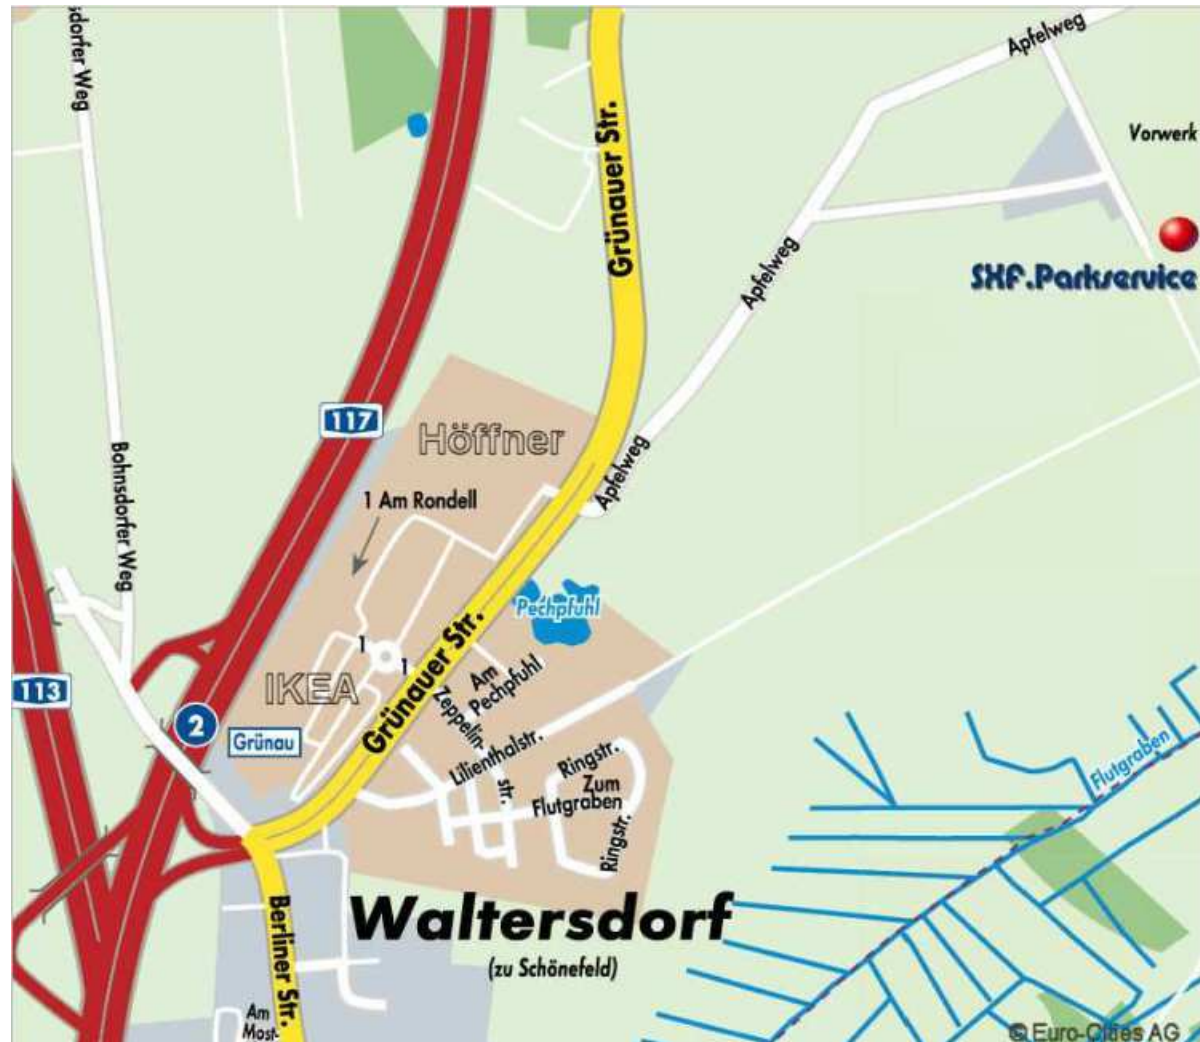 sdorfer Weg
Apfelweg
Vorwerk
Grünauer Str.
SXF.Parkservice
Apfelweg
117
Höffner
Bohnsdorfer Weg
Apfelweg
1 Am Rondell
Pechpfuhl
1
1
Grünauer Str.
Am
Pechpfuhl
113
IKEA
Zeppelin-
str.
2
Grünau
Lilienthalstr.
Ringstr.
Zum
Flutgraben
Ringstr.
Flutgraben
Waltersdorf
(zu Schönefeld)
Berliner Str.
Am
Most-
© Euro-Cities AG